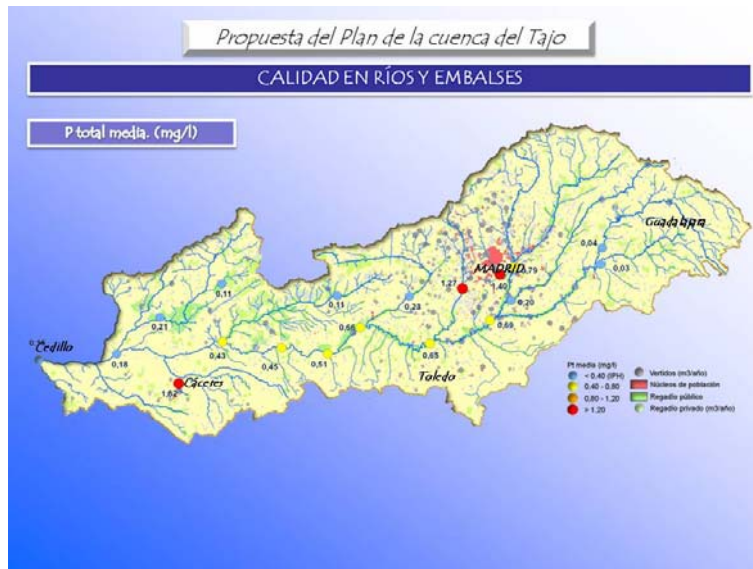 Propuesta del Plan de la cuenca del Tajo
CALIDAD EN RÍOS Y EMBALSES
P total media. (mg/l)
Guadalajara
0,04
0,03
MADRID
0,79
1,27
1,40
0,20
0,11
0,11
0,23
0,21
0,69
0,66
Cedillo
0,43
0,65
0,18
0,45
0,51
Toledo
Cáceres
1,62
Pt media (mg/l)
< 0.40 (IPH)
0.40 - 0,80
0,80 - 1,20
> 1.20
Vertidos (m3/año)
Núcleos de población
Regadío público
Regadío privado (m3/año)